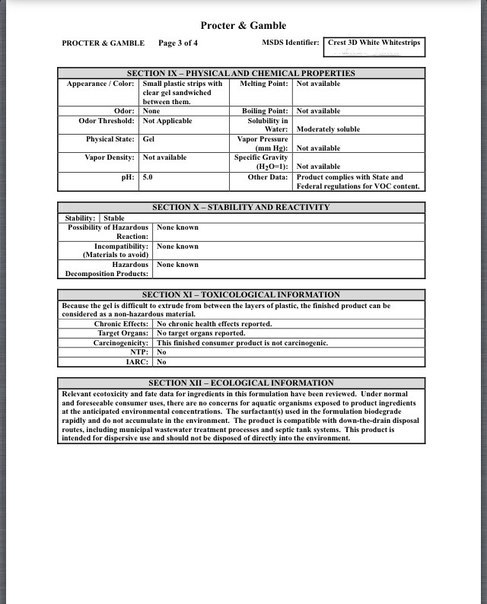 Procter & Gamble
PROCTER & GAMBLE Page 3 of 4 MSDS Identifier: Crest 3D White Whitestrips
SECTION IX – PHYSICAL AND CHEMICAL PROPERTIES
Appearance / Color: Small plastic strips with Melting Point: Not available
clear gel sandwiched
between them.
Odor: None Boiling Point: Not available
Odor Threshold: Not Applicable Solubility in
Water: Moderately soluble
Physical State: Gel Vapor Pressure
(mm Hg): Not available
Vapor Density: Not available Specific Gravity
(H2O=1): Not available
pH: 5.0 Other Data: Product complies with State and
Federal regulations for VOC content.
SECTION X – STABILITY AND REACTIVITY
Stability: Stable
Possibility of Hazardous None known
Reaction:
Incompatibility: None known
(Materials to avoid)
Hazardous None known
Decomposition Products:
SECTION XI – TOXICOLOGICAL INFORMATION
Because the gel is difficult to extrude from between the layers of plastic, the finished product can be
considered as a non-hazardous material.
Chronic Effects: No chronic health effects reported.
Target Organs: No target organs reported.
Carcinogenicity: This finished consumer product is not carcinogenic.
NTP: No
IARC: No
SECTION XII – ECOLOGICAL INFORMATION
Relevant ecotoxicity and fate data for ingredients in this formulation have been reviewed. Under normal
and foreseeable consumer uses, there are no concerns for aquatic organisms exposed to product ingredients
at the anticipated environmental concentrations. The surfactant(s) used in the formulation biodegrade
rapidly and do not accumulate in the environment. The product is compatible with down-the-drain disposal
routes, including municipal wastewater treatment processes and septic tank systems. This product is
intended for dispersive use and should not be disposed of directly into the environment.